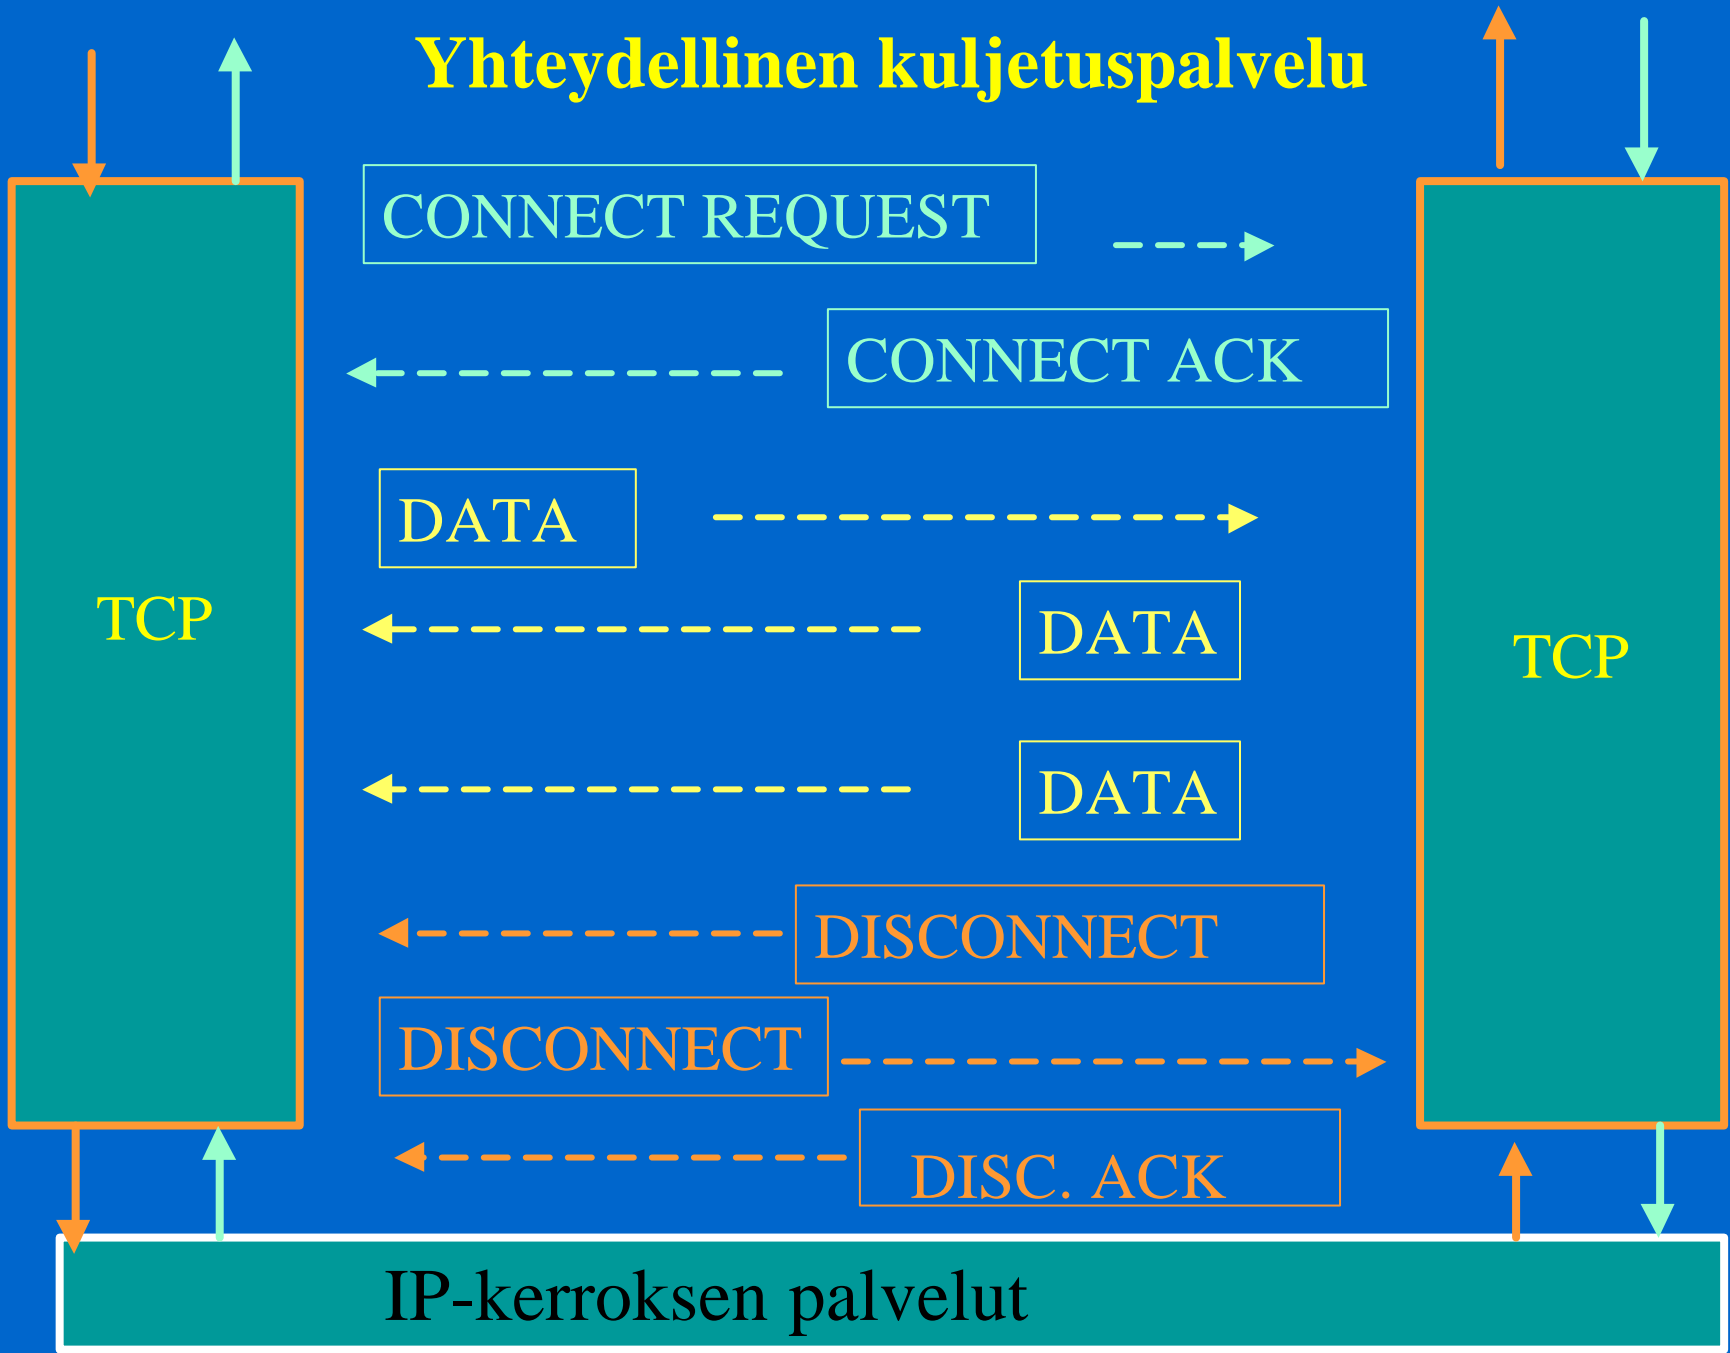 Yhteydellinen kuljetuspalvelu
CONNECT REQUEST
CONNECT ACK
DATA
TCP
DATA
TCP
DATA
DISCONNECT
DISCONNECT
DISC. ACK
IP-kerroksen palvelut